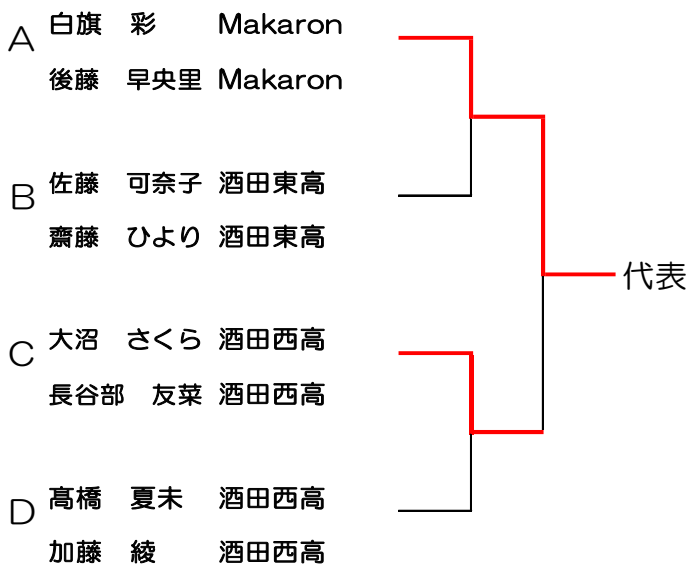 A
白旗 彩 Makaron
後藤 早央里 Makaron
B
佐藤 可奈子 酒田東高
齋藤 ひより 酒田東高
代表
C
大沼 さくら 酒田西高
長谷部 友菜 酒田西高
D
髙橋 夏未 酒田西高
加藤 綾 酒田西高